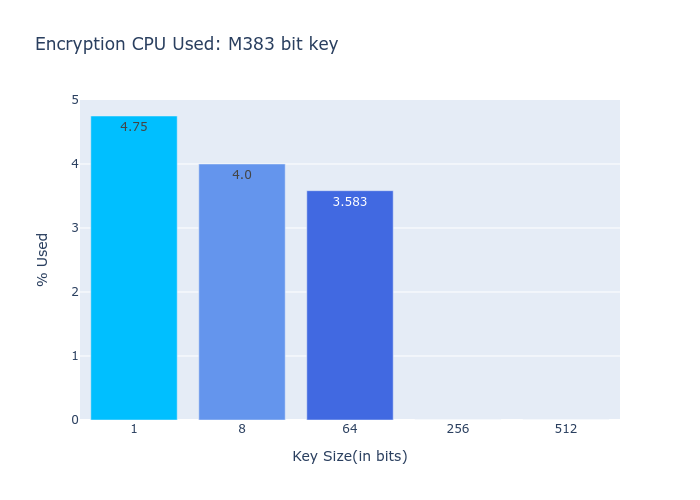 Encryption CPU Used: M383 bit key
5
4.75
4
4.0
3.583
3
% Used
2
1
0
1 8 64 256 512
Key Size(in bits)